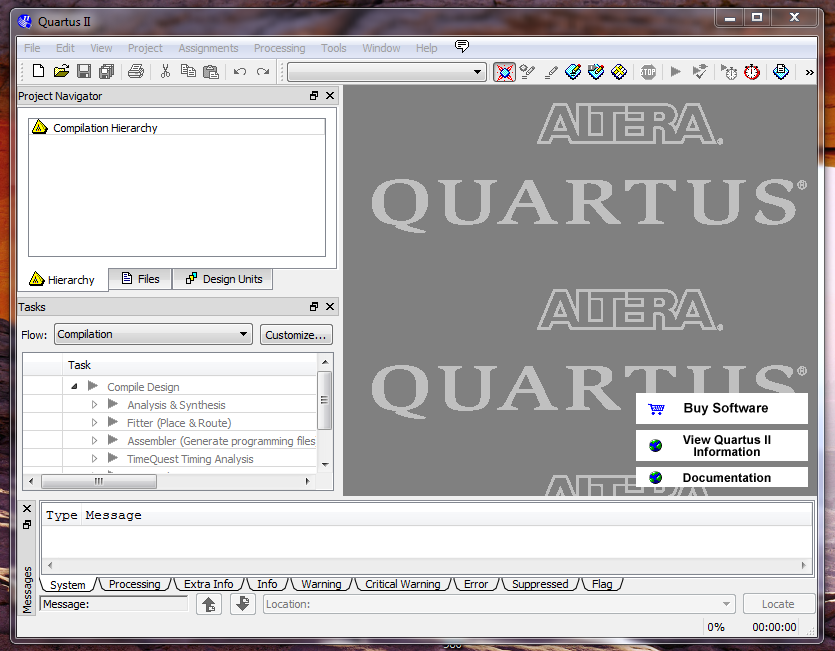 Quartus II
File Edit View Project Assignments Processing Tools Window Help
STOP
»
Project Navigator
Compilation Hierarchy
Hierarchy Files Design Units
Tasks
Flow: Compilation Customize...
Task
Compile Design
Analysis & Synthesis
Fitter (Place & Route)
Assembler (Generate programming files
TimeQuest Timing Analysis
ALTERA.
QUARTUS®
ALTERA.
QUARTUS®
Buy Software
View Quartus II
Information
Documentation
Type Message
Messages
System Processing Extra Info Info Warning Critical Warning Error Suppressed Flag
Message: Location: Locate
0% 00:00:00